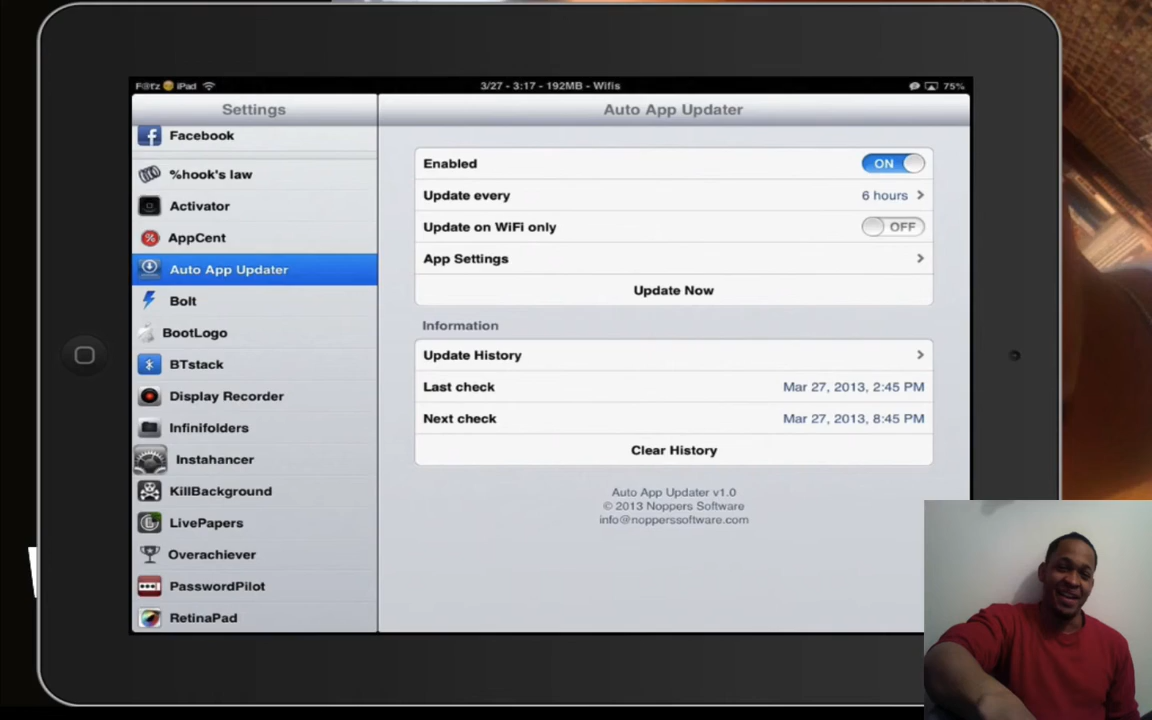 F@rz 😀 iPad
3/27 - 3:17 - 192MB - Wifis
75%
Settings
Auto App Updater
Facebook
%hook's law
Activator
AppCent
Auto App Updater
Bolt
BootLogo
BTstack
Display Recorder
Infinifolders
Instahancer
KillBackground
LivePapers
Overachiever
PasswordPilot
RetinaPad
Enabled ON
Update every 6 hours
Update on WiFi only OFF
App Settings
Update Now
Information
Update History
Last check Mar 27, 2013, 2:45 PM
Next check Mar 27, 2013, 8:45 PM
Clear History
Auto App Updater v1.0
© 2013 Noppers Software
info@nopperssoftware.com